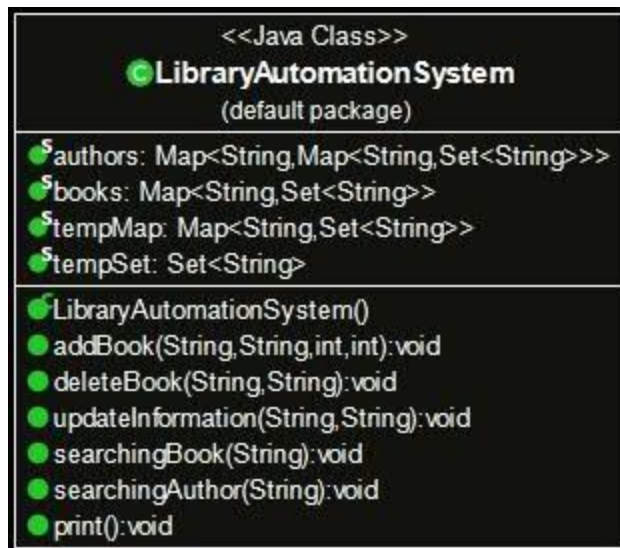 <<Java Class>>
C LibraryAutomationSystem
(default package)
S authors: Map<String,Map<String,Set<String>>>
S books: Map<String,Set<String>>
S tempMap: Map<String,Set<String>>
S tempSet: Set<String>
C LibraryAutomationSystem()
addBook(String,String,int,int):void
deleteBook(String,String):void
updateInformation(String,String):void
searchingBook(String):void
searchingAuthor(String):void
print():void